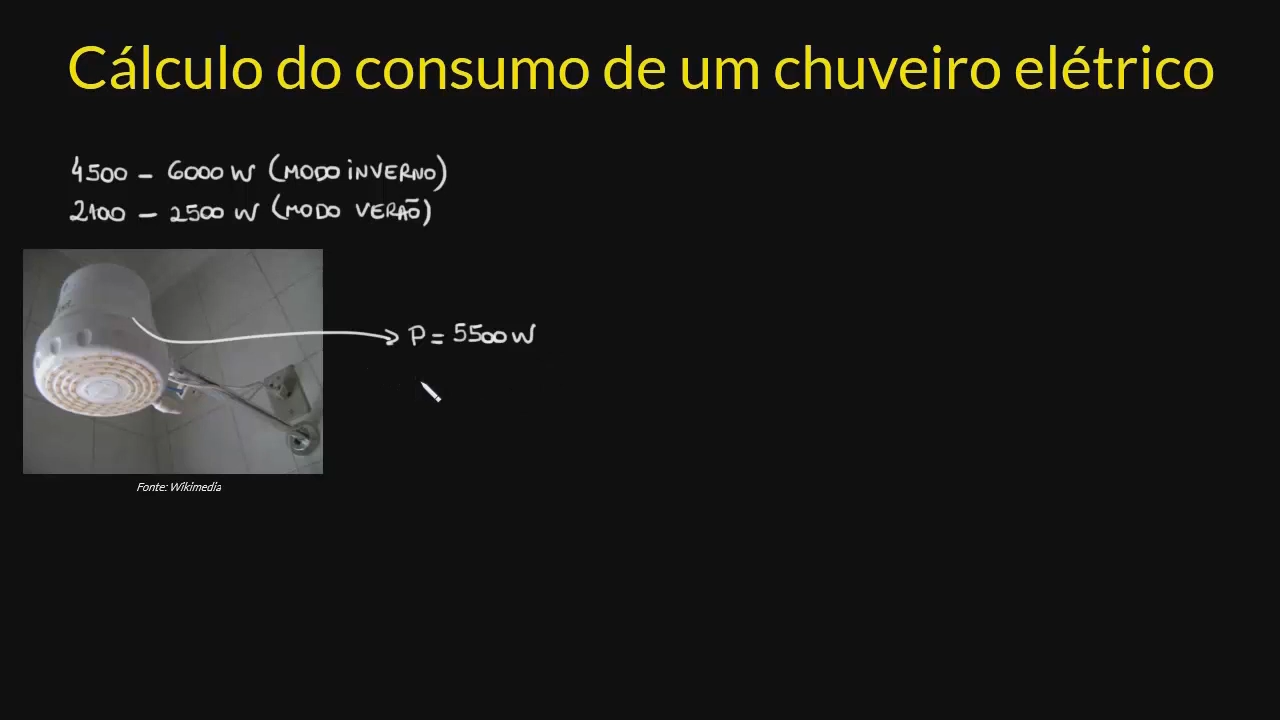 Cálculo do consumo de um chuveiro elétrico
4500 - 6000 W (MODO INVERNO)
2100 - 2500 W (MODO VERÃO)
P = 5500 W
Fonte: Wikimedia